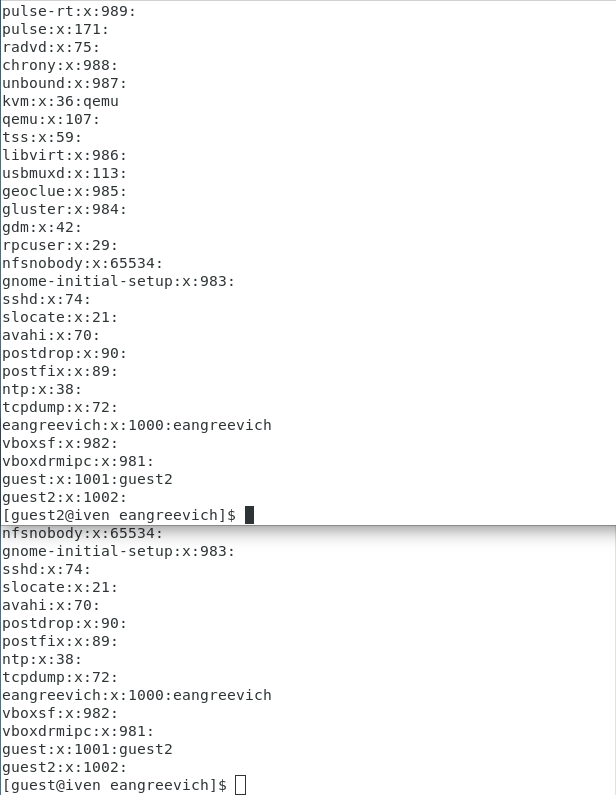 pulse-rt:x:989:
pulse:x:171:
radvd:x:75:
chrony:x:988:
unbound:x:987:
kvm:x:36:qemu
qemu:x:107:
tss:x:59:
libvirt:x:986:
usbmuxd:x:113:
geoclue:x:985:
gluster:x:984:
gdm:x:42:
rpcuser:x:29:
nfsnobody:x:65534:
gnome-initial-setup:x:983:
sshd:x:74:
slocate:x:21:
avahi:x:70:
postdrop:x:90:
postfix:x:89:
ntp:x:38:
tcpdump:x:72:
eangreevich:x:1000:eangreevich
vboxsf:x:982:
vboxdrmipc:x:981:
guest:x:1001:guest2
guest2:x:1002:
[guest2@iven eangreevich]$
nfsnobody:x:65534:
gnome-initial-setup:x:983:
sshd:x:74:
slocate:x:21:
avahi:x:70:
postdrop:x:90:
postfix:x:89:
ntp:x:38:
tcpdump:x:72:
eangreevich:x:1000:eangreevich
vboxsf:x:982:
vboxdrmipc:x:981:
guest:x:1001:guest2
guest2:x:1002:
[guest@iven eangreevich]$